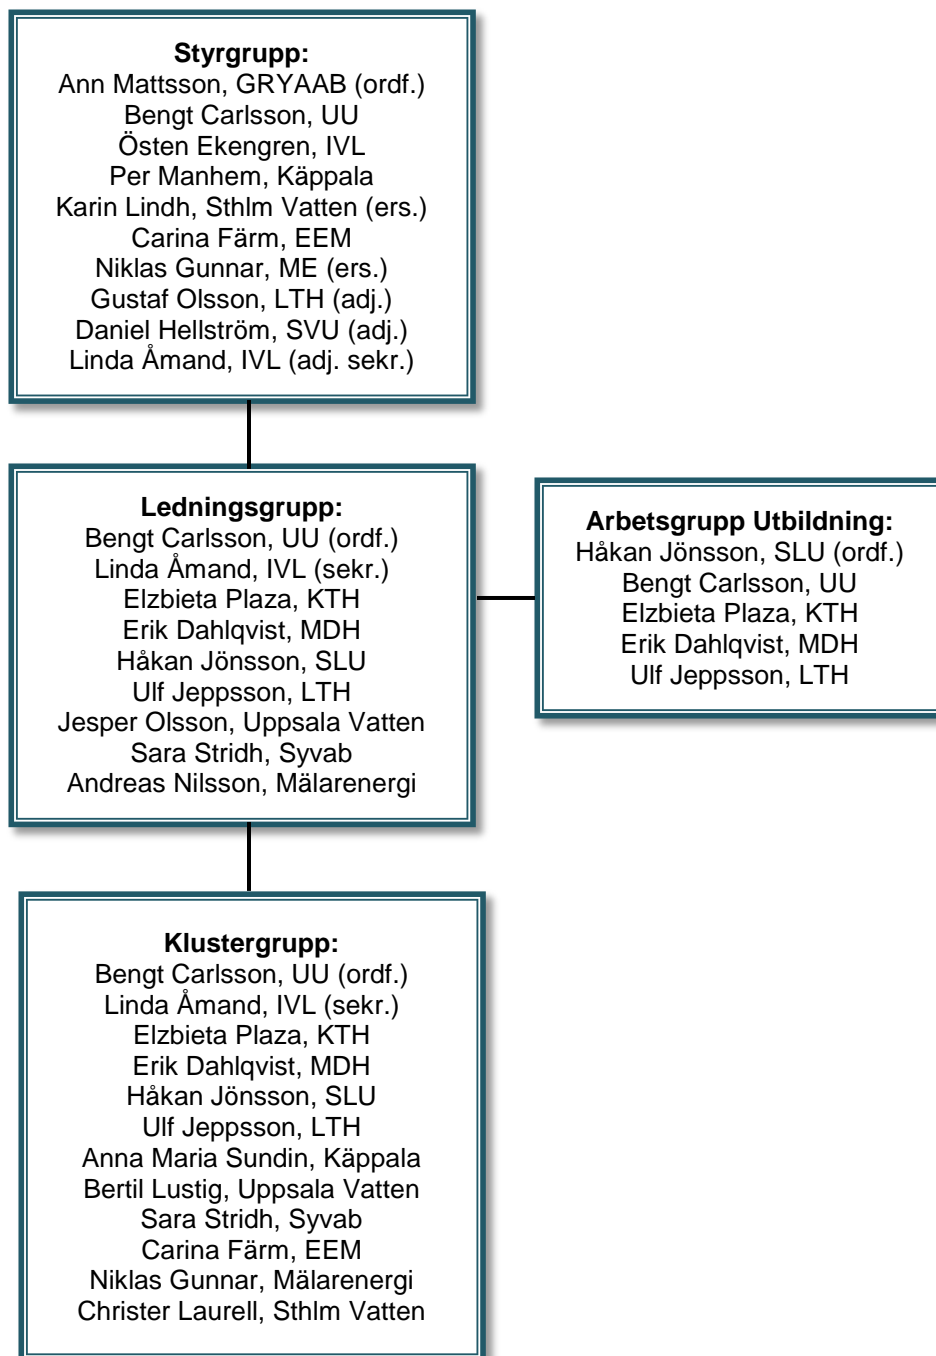 Styrgrupp:
Ann Mattsson, GRYAAB (ordf.)
Bengt Carlsson, UU
Östen Ekengren, IVL
Per Manhem, Käppala
Karin Lindh, Sthlm Vatten (ers.)
Carina Färm, EEM
Niklas Gunnar, ME (ers.)
Gustaf Olsson, LTH (adj.)
Daniel Hellström, SVU (adj.)
Linda Åmand, IVL (adj. sekr.)
Ledningsgrupp:
Bengt Carlsson, UU (ordf.)
Linda Åmand, IVL (sekr.)
Elzbieta Plaza, KTH
Erik Dahlqvist, MDH
Håkan Jönsson, SLU
Ulf Jeppsson, LTH
Jesper Olsson, Uppsala Vatten
Sara Stridh, Syvab
Andreas Nilsson, Mälarenergi
Arbetsgrupp Utbildning:
Håkan Jönsson, SLU (ordf.)
Bengt Carlsson, UU
Elzbieta Plaza, KTH
Erik Dahlqvist, MDH
Ulf Jeppsson, LTH
Klustergrupp:
Bengt Carlsson, UU (ordf.)
Linda Åmand, IVL (sekr.)
Elzbieta Plaza, KTH
Erik Dahlqvist, MDH
Håkan Jönsson, SLU
Ulf Jeppsson, LTH
Anna Maria Sundin, Käppala
Bertil Lustig, Uppsala Vatten
Sara Stridh, Syvab
Carina Färm, EEM
Niklas Gunnar, Mälarenergi
Christer Laurell, Sthlm Vatten